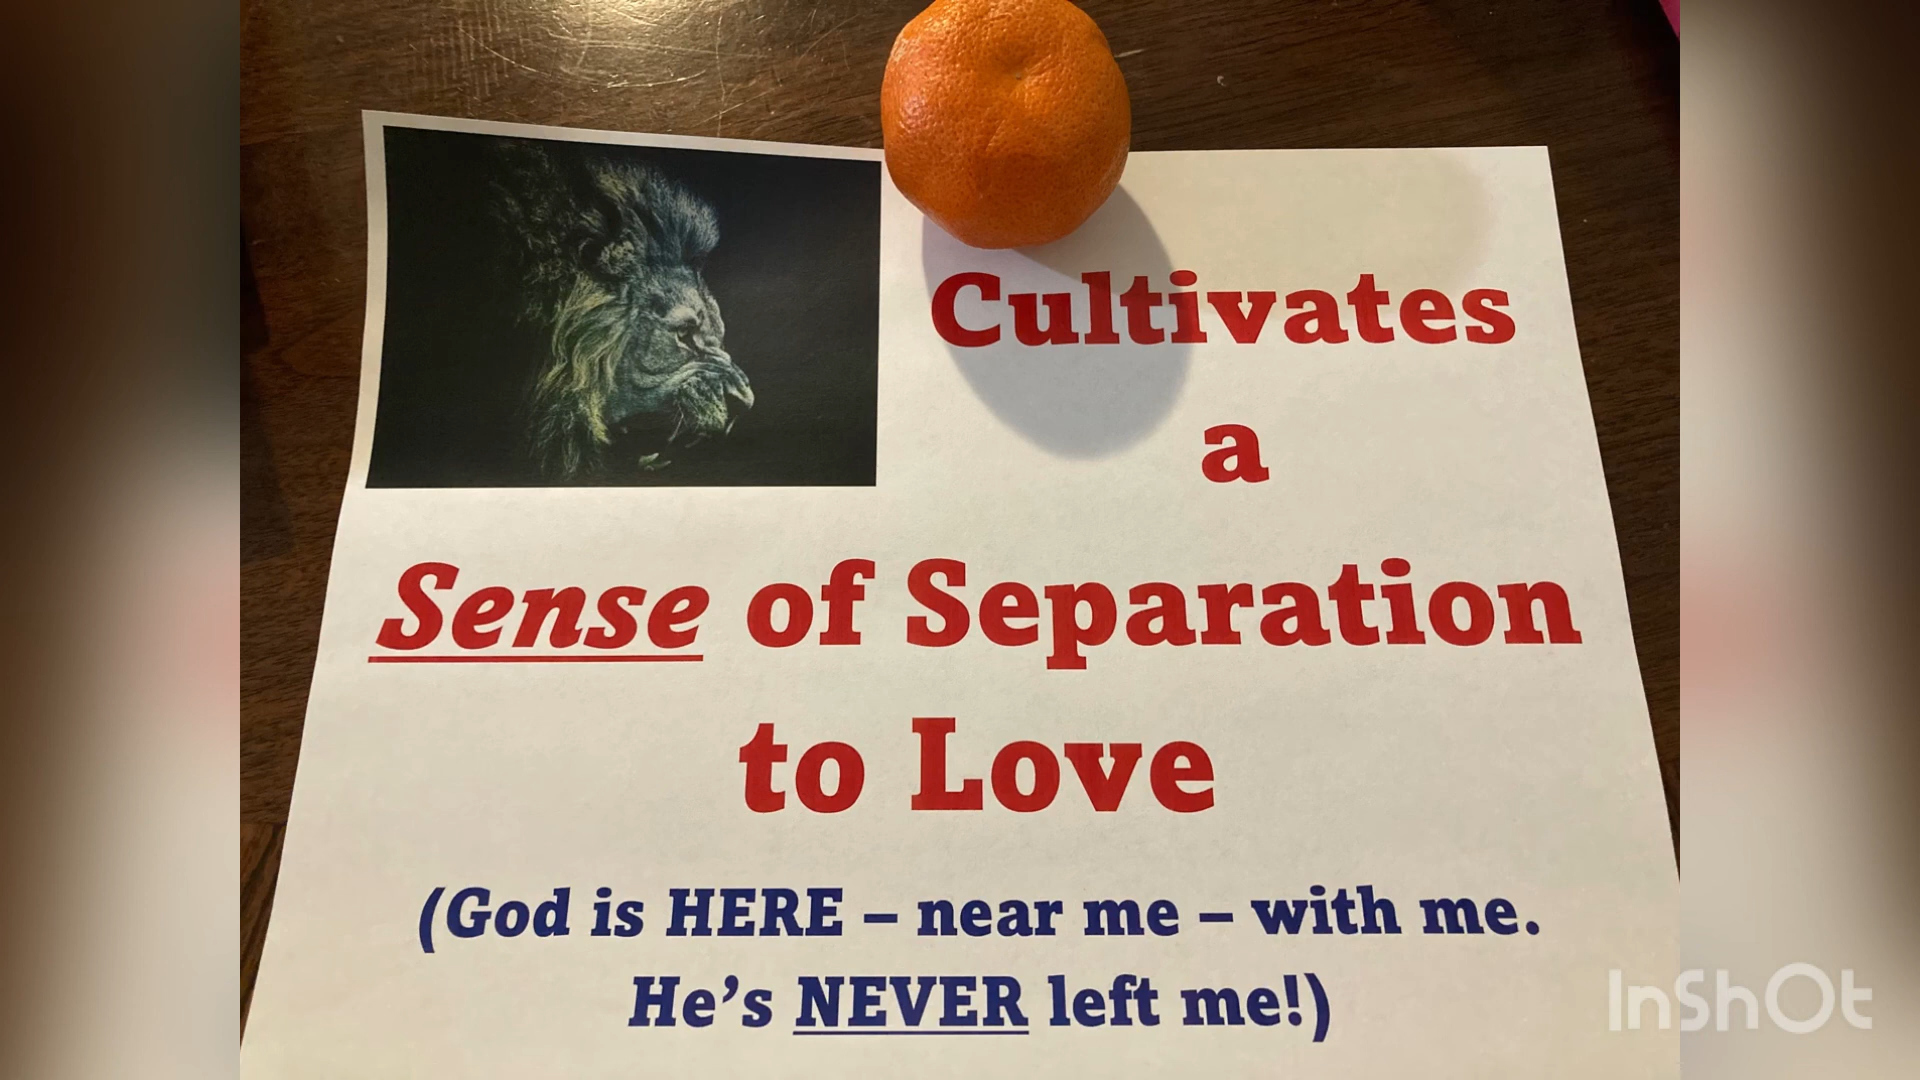 Cultivates
a
Sense of Separation
to Love
(God is HERE – near me – with me.
He's NEVER left me!)
InShOt